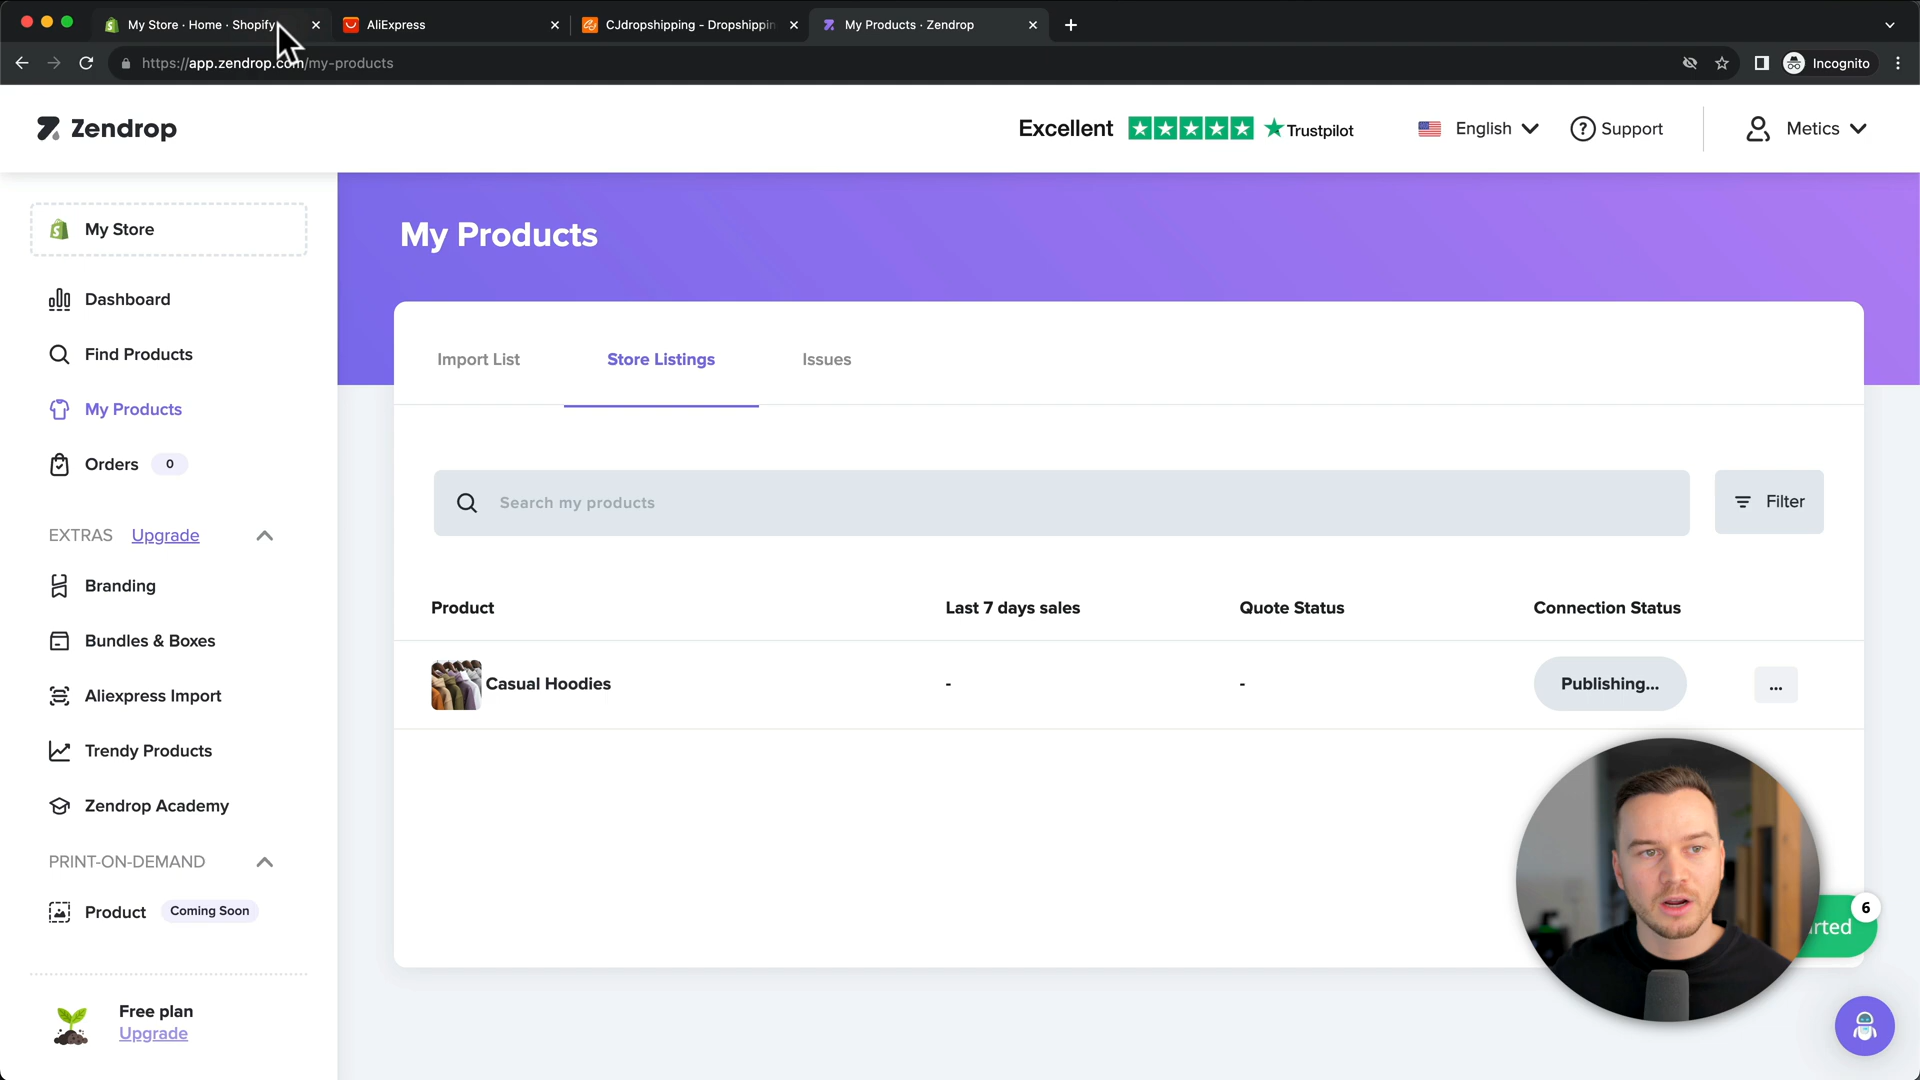 My Store · Home · Shopify
AliExpress
CJdropshipping - Dropshippin
My Products · Zendrop
https://app.zendrop.com/my-products
Incognito
Zendrop
Excellent
Trustpilot
English
Support
Metics
My Store
My Products
Dashboard
Import List
Store Listings
Issues
Find Products
My Products
Orders
0
Search my products
Filter
EXTRAS
Upgrade
Branding
Product
Last 7 days sales
Quote Status
Connection Status
Bundles & Boxes
Casual Hoodies
-
-
Publishing...
...
Aliexpress Import
Trendy Products
Zendrop Academy
PRINT-ON-DEMAND
Product
Coming Soon
6
rted
Free plan
Upgrade